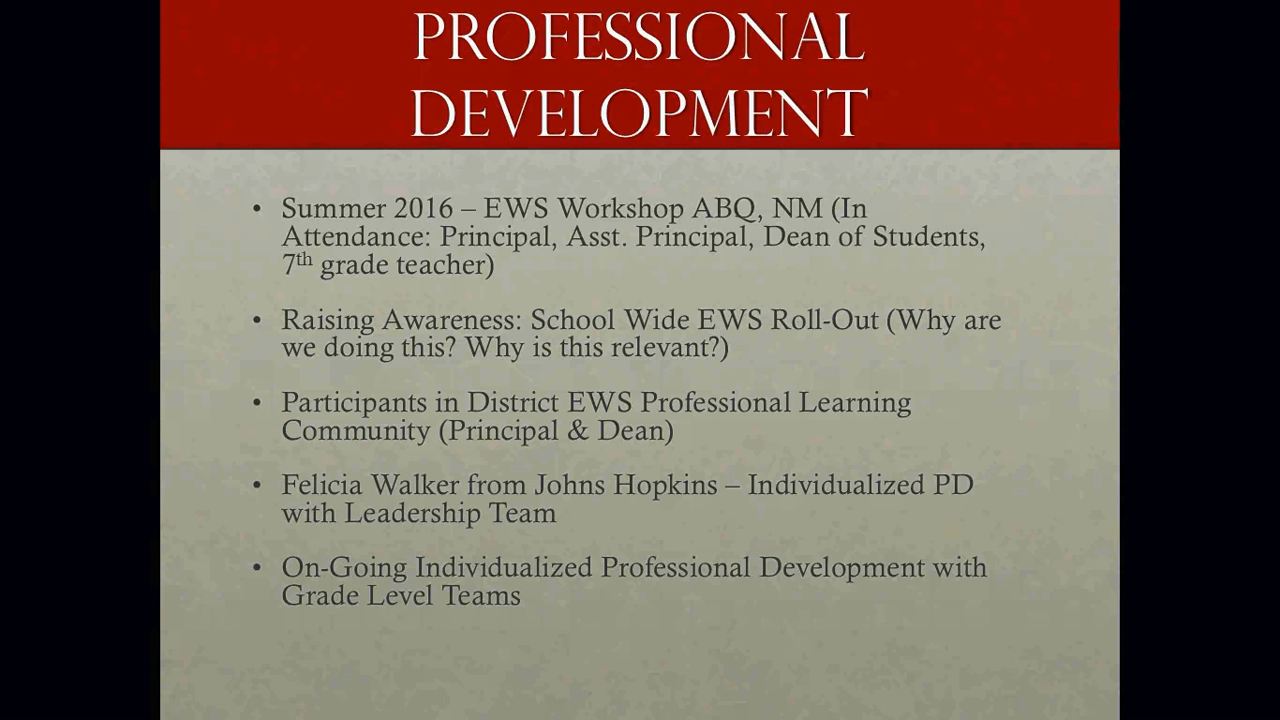 PROFESSIONAL
DEVELOPMENT
• Summer 2016 – EWS Workshop ABQ, NM (In
Attendance: Principal, Asst. Principal, Dean of Students,
7th grade teacher)
• Raising Awareness: School Wide EWS Roll-Out (Why are
we doing this? Why is this relevant?)
• Participants in District EWS Professional Learning
Community (Principal & Dean)
• Felicia Walker from Johns Hopkins – Individualized PD
with Leadership Team
• On-Going Individualized Professional Development with
Grade Level Teams